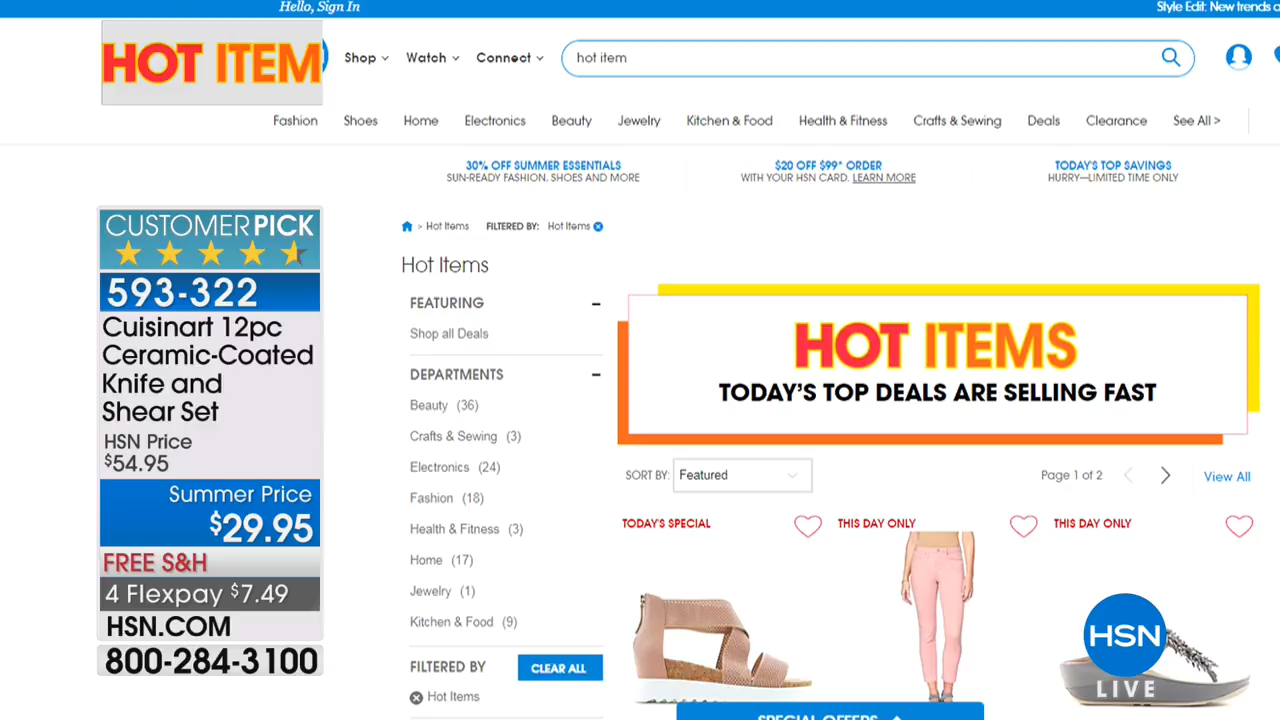 Hello, Sign In
Style Edit: New trends
HOT ITEM
Shop
Watch
Connect
hot item
Fashion
Shoes
Home
Electronics
Beauty
Jewelry
Kitchen & Food
Health & Fitness
Crafts & Sewing
Deals
Clearance
See All >
30% OFF SUMMER ESSENTIALS
SUN-READY FASHION, SHOES AND MORE
$20 OFF $99* ORDER
WITH YOUR HSN CARD. LEARN MORE
TODAY'S TOP SAVINGS
HURRY—LIMITED TIME ONLY
CUSTOMER PICK
593-322
Cuisinart 12pc
Ceramic-Coated
Knife and
Shear Set
HSN Price
$54.95
Summer Price
$29.95
FREE S&H
4 Flexpay $7.49
HSN.COM
800-284-3100
> Hot Items
FILTERED BY: Hot Items
Hot Items
FEATURING
Shop all Deals
DEPARTMENTS
Beauty (36)
Crafts & Sewing (3)
Electronics (24)
Fashion (18)
Health & Fitness (3)
Home (17)
Jewelry (1)
Kitchen & Food (9)
FILTERED BY
CLEAR ALL
Hot Items
HOT ITEMS
TODAY'S TOP DEALS ARE SELLING FAST
SORT BY: Featured
Page 1 of 2
View All
TODAY'S SPECIAL
THIS DAY ONLY
THIS DAY ONLY
HSN
LIVE
SPECIAL OFFERS